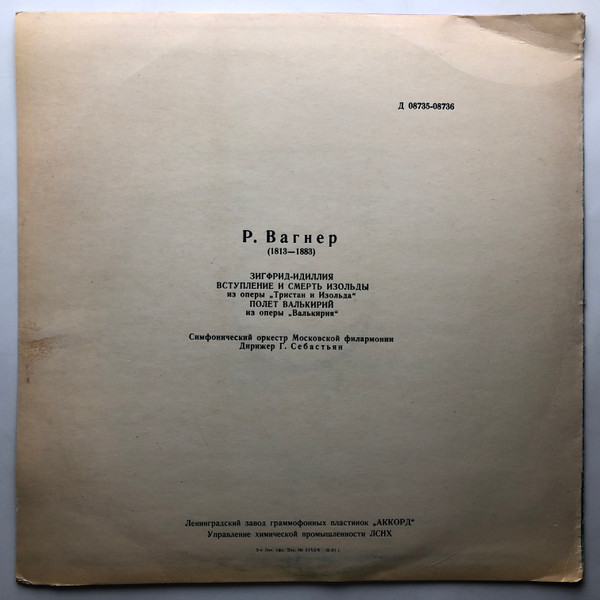 Д 08735-08736
Р. Вагнер
(1813—1883)
ЗИГФРИД-ИДИЛЛИЯ
ВСТУПЛЕНИЕ И СМЕРТЬ ИЗОЛЬДЫ
из оперы „Тристан и Изольда“
ПОЛЕТ ВАЛЬКИРИЙ
из оперы „Валькирия“
Симфонический оркестр Московской филармонии
Дирижер Г. Себастьян
Ленинградский завод граммофонных пластинок „АККОРД“
Управление химической промышленности ЛСНХ